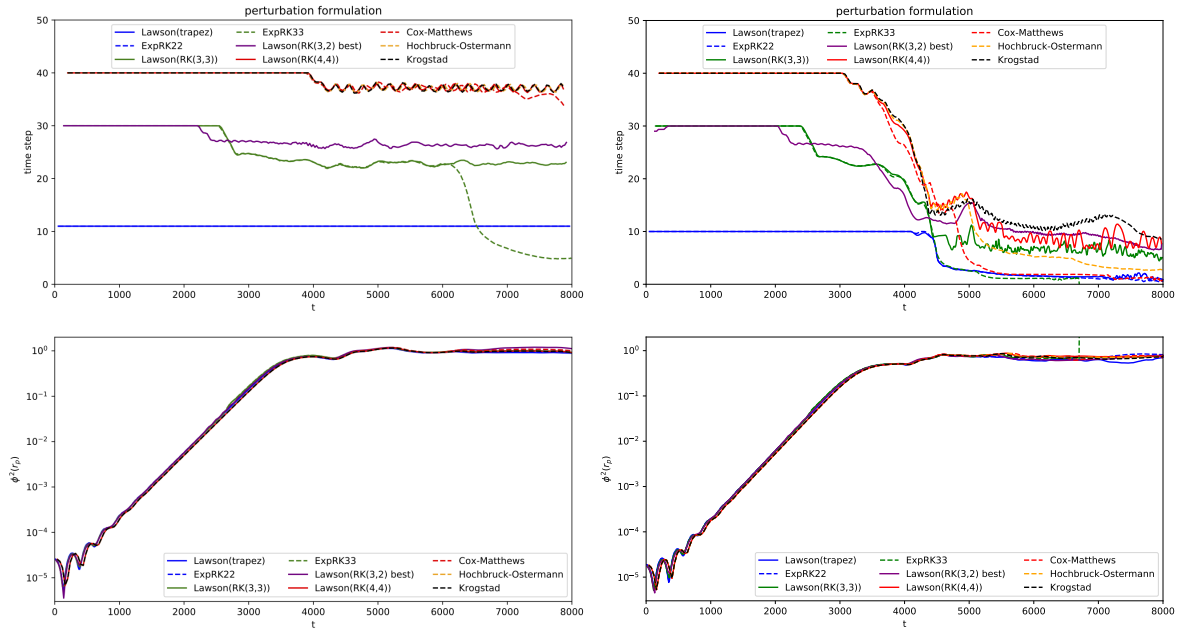 perturbation formulation
50
40
30
20
10
0
time step
0 1000 2000 3000 4000 5000 6000 7000 8000
t
Lawson(trapez) ExpRK33 Cox-Matthews
ExpRK22 Lawson(RK(3,2) best) Hochbruck-Ostermann
Lawson(RK(3,3)) Lawson(RK(4,4)) Krogstad
perturbation formulation
50
40
30
20
10
0
time step
0 1000 2000 3000 4000 5000 6000 7000 8000
t
Lawson(trapez) ExpRK33 Cox-Matthews
ExpRK22 Lawson(RK(3,2) best) Hochbruck-Ostermann
Lawson(RK(3,3)) Lawson(RK(4,4)) Krogstad
10⁰
10⁻¹
10⁻²
10⁻³
10⁻⁴
10⁻⁵
ϕ²(rₚ)
0 1000 2000 3000 4000 5000 6000 7000 8000
t
Lawson(trapez) ExpRK33 Cox-Matthews
ExpRK22 Lawson(RK(3,2) best) Hochbruck-Ostermann
Lawson(RK(3,3)) Lawson(RK(4,4)) Krogstad
10⁰
10⁻¹
10⁻²
10⁻³
10⁻⁴
10⁻⁵
ϕ²(rₚ)
0 1000 2000 3000 4000 5000 6000 7000 8000
t
Lawson(trapez) ExpRK33 Cox-Matthews
ExpRK22 Lawson(RK(3,2) best) Hochbruck-Ostermann
Lawson(RK(3,3)) Lawson(RK(4,4)) Krogstad